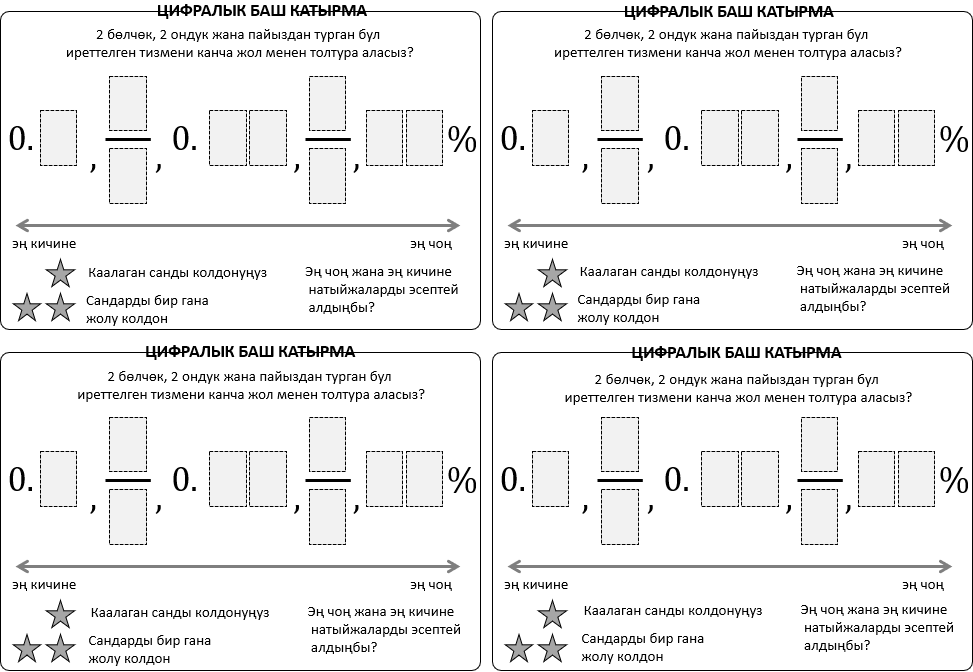 ЦИФРАЛЫК БАШ КАТЫРМА
2 бөлчөк, 2 ондук жана пайыздан турган бул
иреттелген тизмени канча жол менен толтура аласыз?
0. , , 0. , , %
эң кичине эң чоң
Каалаган санды колдонуңуз
Сандарды бир гана
жолу колдон
Эң чоң жана эң кичине
натыйжаларды эсептей
алдыңбы?
ЦИФРАЛЫК БАШ КАТЫРМА
2 бөлчөк, 2 ондук жана пайыздан турган бул
иреттелген тизмени канча жол менен толтура аласыз?
0. , , 0. , , %
эң кичине эң чоң
Каалаган санды колдонуңуз
Сандарды бир гана
жолу колдон
Эң чоң жана эң кичине
натыйжаларды эсептей
алдыңбы?
ЦИФРАЛЫК БАШ КАТЫРМА
2 бөлчөк, 2 ондук жана пайыздан турган бул
иреттелген тизмени канча жол менен толтура аласыз?
0. , , 0. , , %
эң кичине эң чоң
Каалаган санды колдонуңуз
Сандарды бир гана
жолу колдон
Эң чоң жана эң кичине
натыйжаларды эсептей
алдыңбы?
ЦИФРАЛЫК БАШ КАТЫРМА
2 бөлчөк, 2 ондук жана пайыздан турган бул
иреттелген тизмени канча жол менен толтура аласыз?
0. , , 0. , , %
эң кичине эң чоң
Каалаган санды колдонуңуз
Сандарды бир гана
жолу колдон
Эң чоң жана эң кичине
натыйжаларды эсептей
алдыңбы?